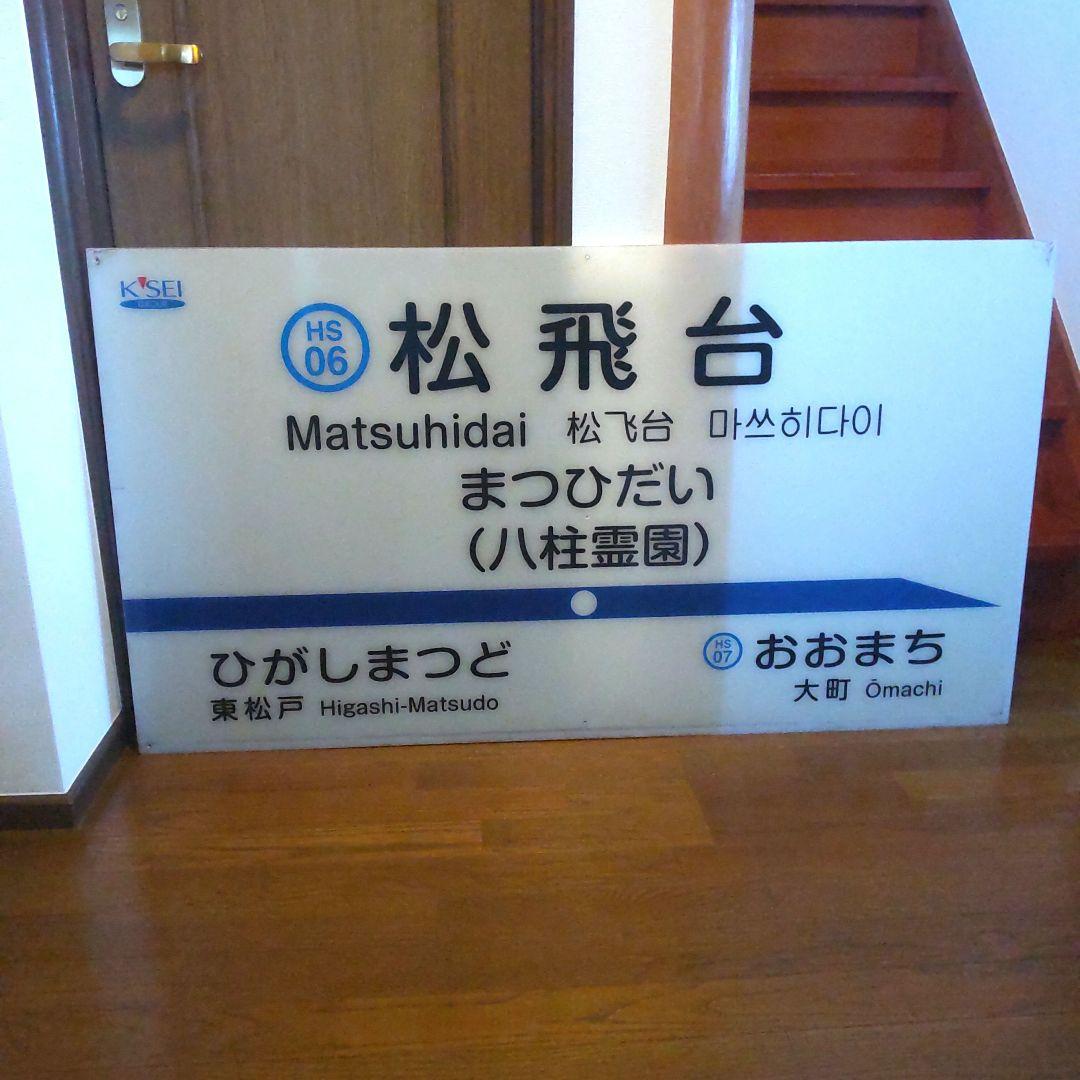 K'SEI
GROUP
HS
06
松飛台
Matsuhidai 松飞台 마쓰히다이
まつひだい
(八柱霊園)
ひがしまつど
東松戸 Higashi-Matsudo
HS
07
おおまち
大町 Ōmachi